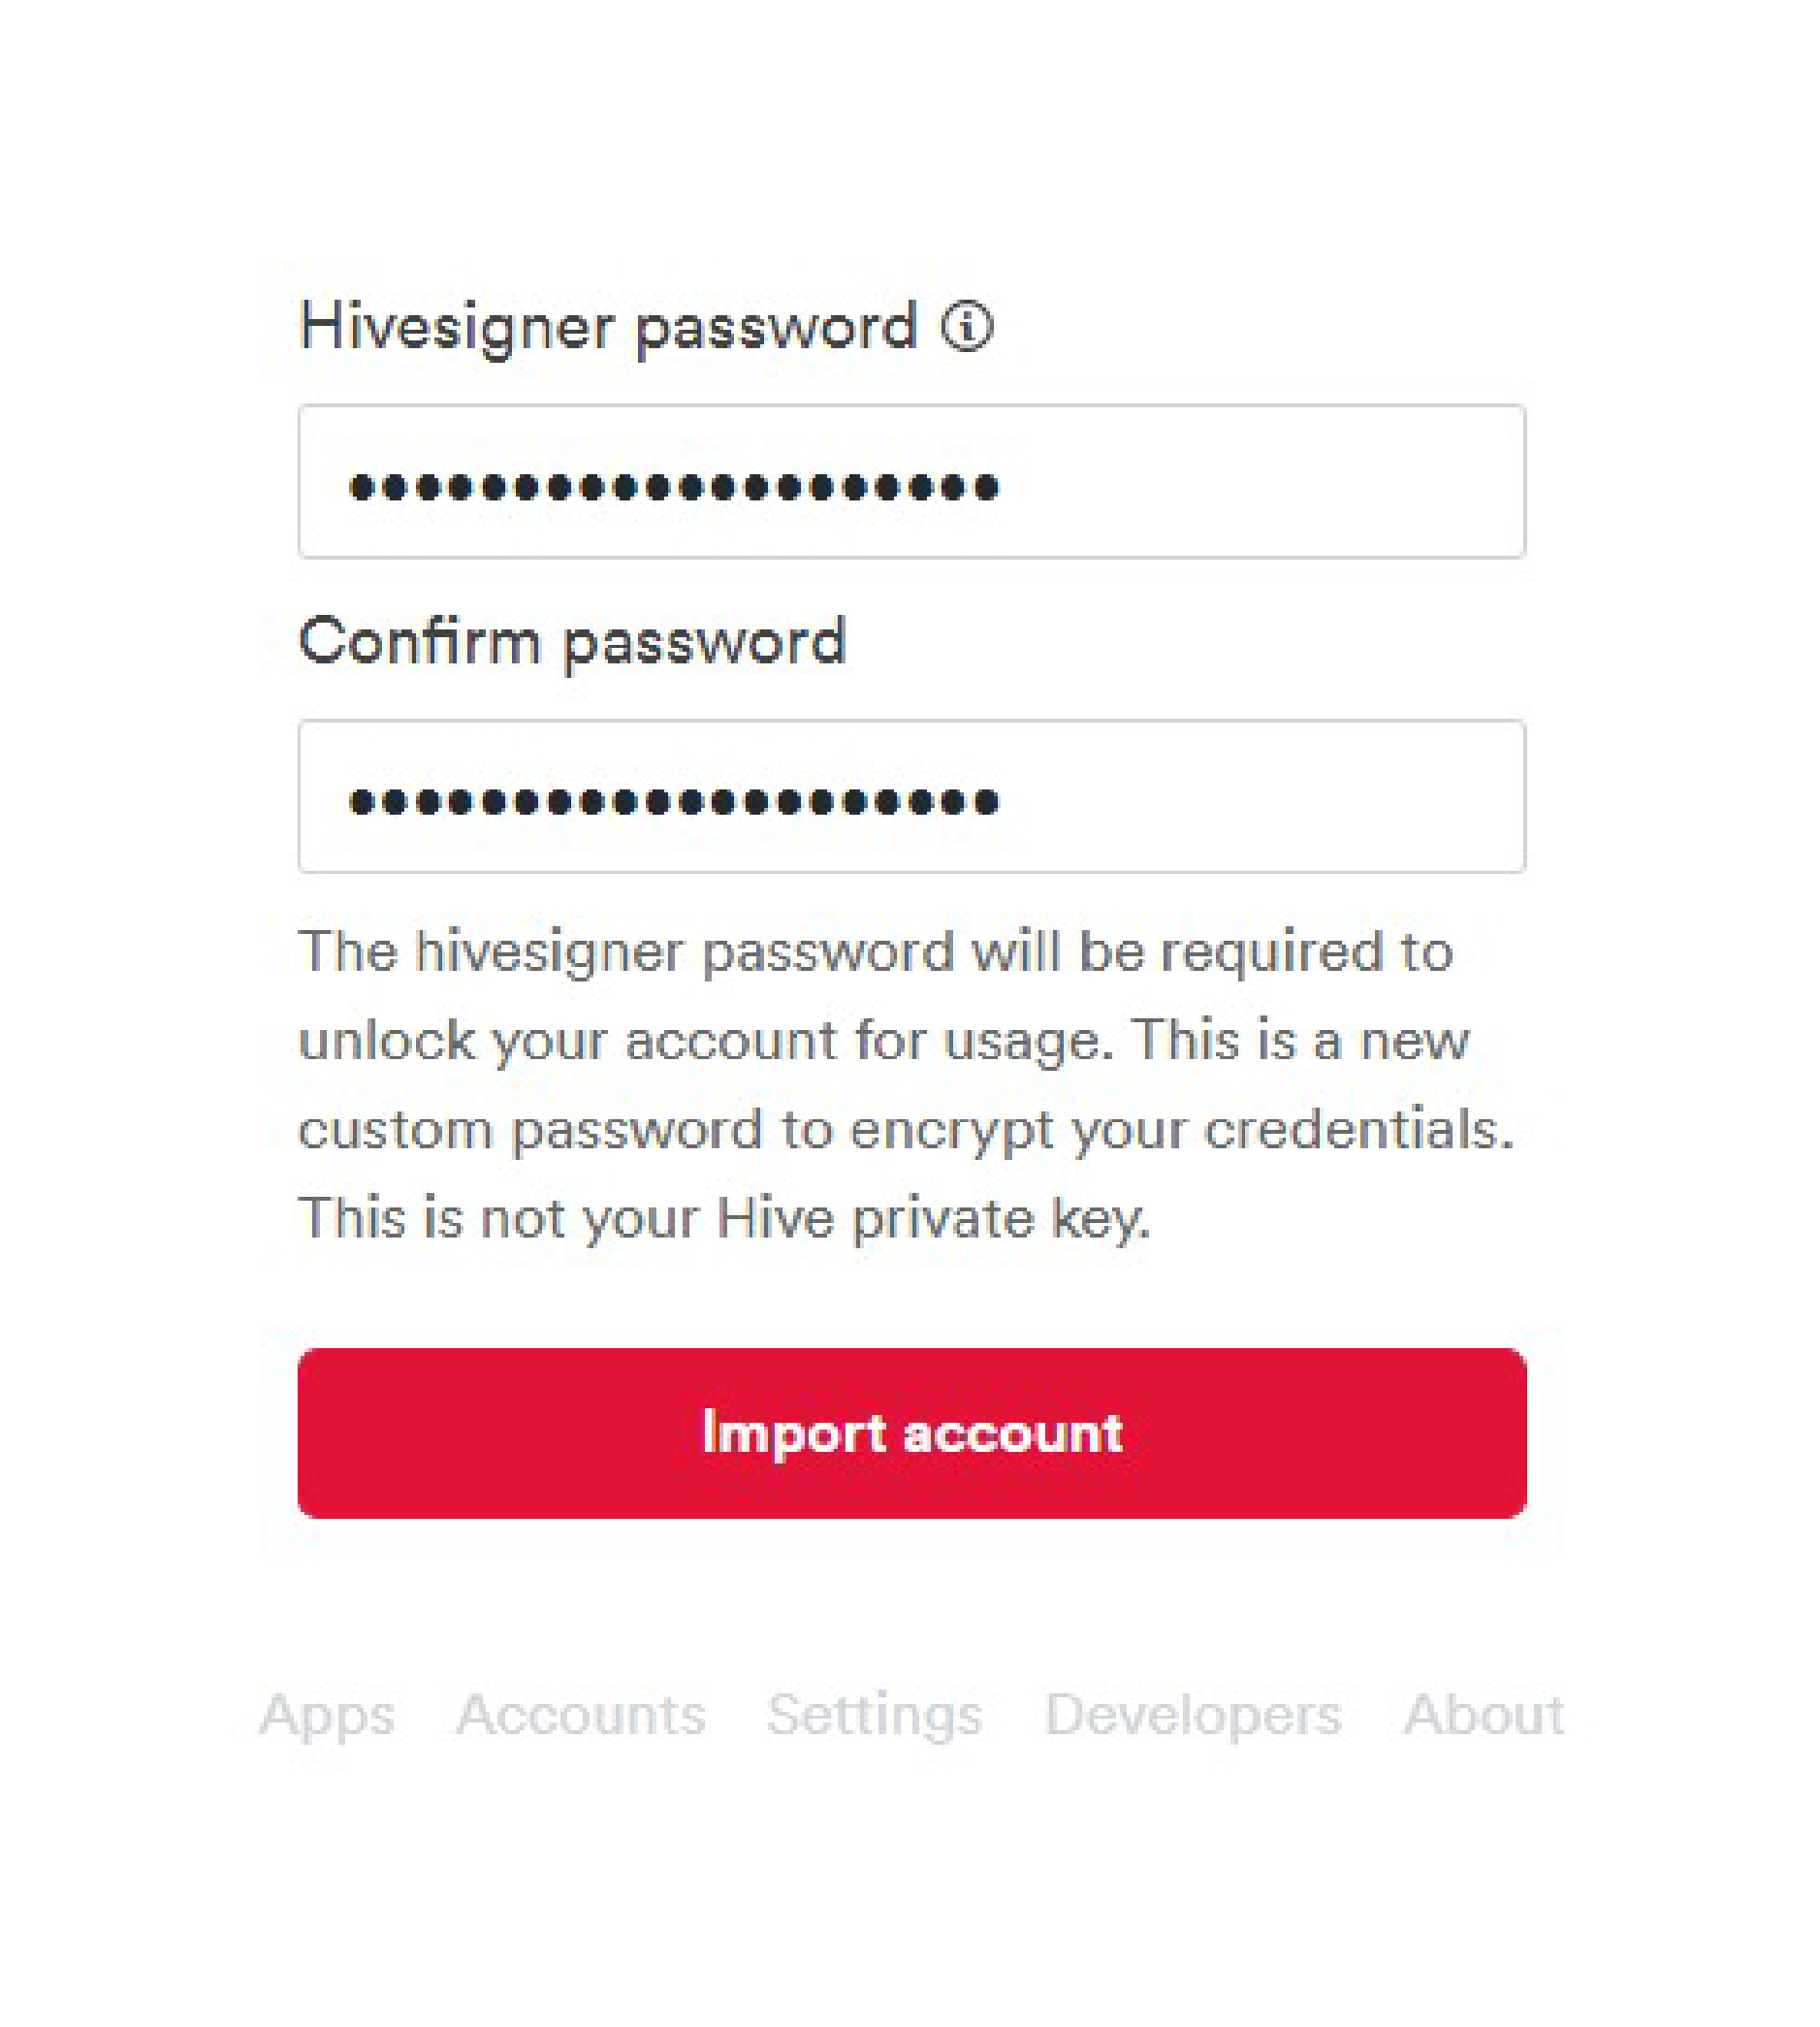 Hivesigner password
••••••••••••••••••••
Confirm password
••••••••••••••••••••
The hivesigner password will be required to
unlock your account for usage. This is a new
custom password to encrypt your credentials.
This is not your Hive private key.
Import account
Apps Accounts Settings Developers About